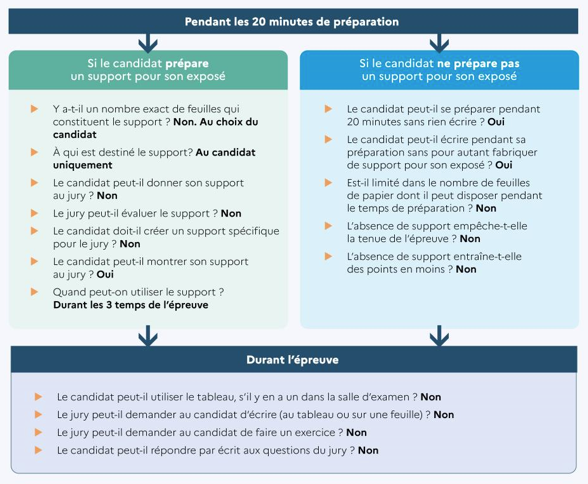 Pendant les 20 minutes de préparation
Si le candidat prépare
un support pour son exposé
Y a-t-il un nombre exact de feuilles qui
constituent le support ? Non. Au choix du
candidat
À qui est destiné le support? Au candidat
uniquement
Le candidat peut-il donner son support
au jury ? Non
Le jury peut-il évaluer le support ? Non
Le candidat doit-il créer un support spécifique
pour le jury ? Non
Le candidat peut-il montrer son support
au jury ? Oui
Quand peut-on utiliser le support ?
Durant les 3 temps de l'épreuve
Si le candidat ne prépare pas
un support pour son exposé
Le candidat peut-il se préparer pendant
20 minutes sans rien écrire ? Oui
Le candidat peut-il écrire pendant sa
préparation sans pour autant fabriquer
de support pour son exposé ? Oui
Est-il limité dans le nombre de feuilles
de papier dont il peut disposer pendant
le temps de préparation ? Non
L'absence de support empêche-t-elle
la tenue de l'épreuve ? Non
L'absence de support entraîne-t-elle
des points en moins ? Non
Durant l'épreuve
Le candidat peut-il utiliser le tableau, s'il y en a un dans la salle d'examen ? Non
Le jury peut-il demander au candidat d'écrire (au tableau ou sur une feuille) ? Non
Le jury peut-il demander au candidat de faire un exercice ? Non
Le candidat peut-il répondre par écrit aux questions du jury ? Non